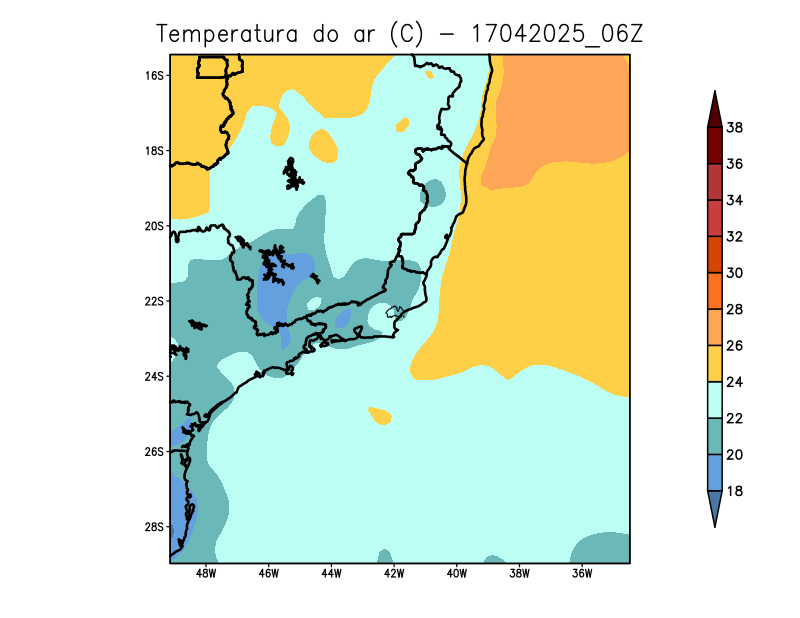 Temperatura do ar (C) – 17042025_06Z
16S
18S
20S
22S
24S
26S
28S
48W 46W 44W 42W 40W 38W 36W
38
36
34
32
30
28
26
24
22
20
18